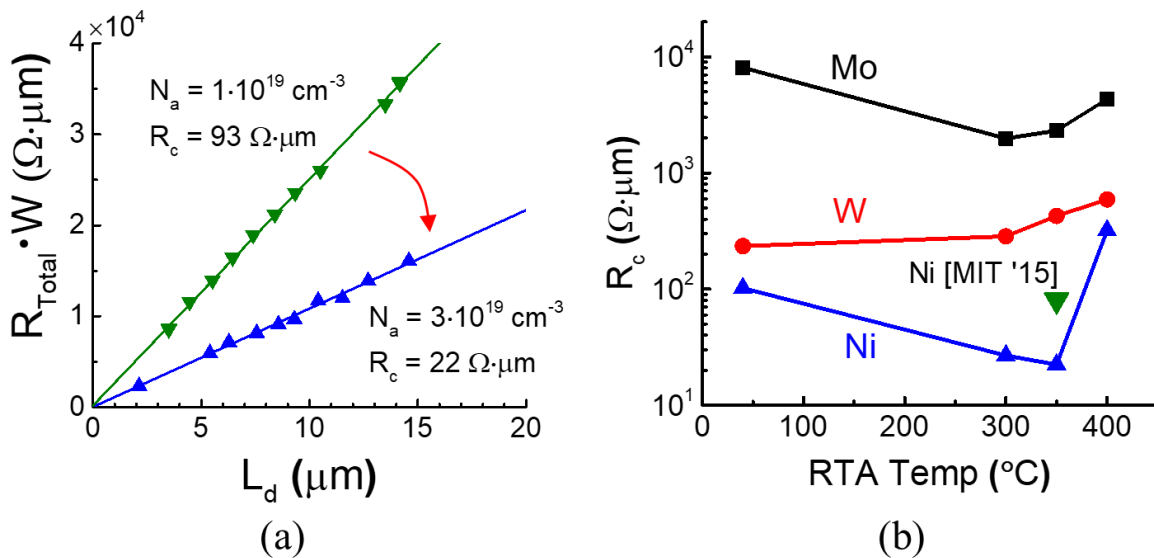 ×10⁴
4
3
2
1
0
0
5
10
15
20
R_Total·W (Ω·μm)
L_d (μm)
N_a = 1·10¹⁹ cm⁻³
R_c = 93 Ω·μm
N_a = 3·10¹⁹ cm⁻³
R_c = 22 Ω·μm
(a)
10⁴
10³
10²
10¹
0
100
200
300
400
R_c (Ω·μm)
RTA Temp (°C)
Mo
W
Ni [MIT '15]
Ni
(b)